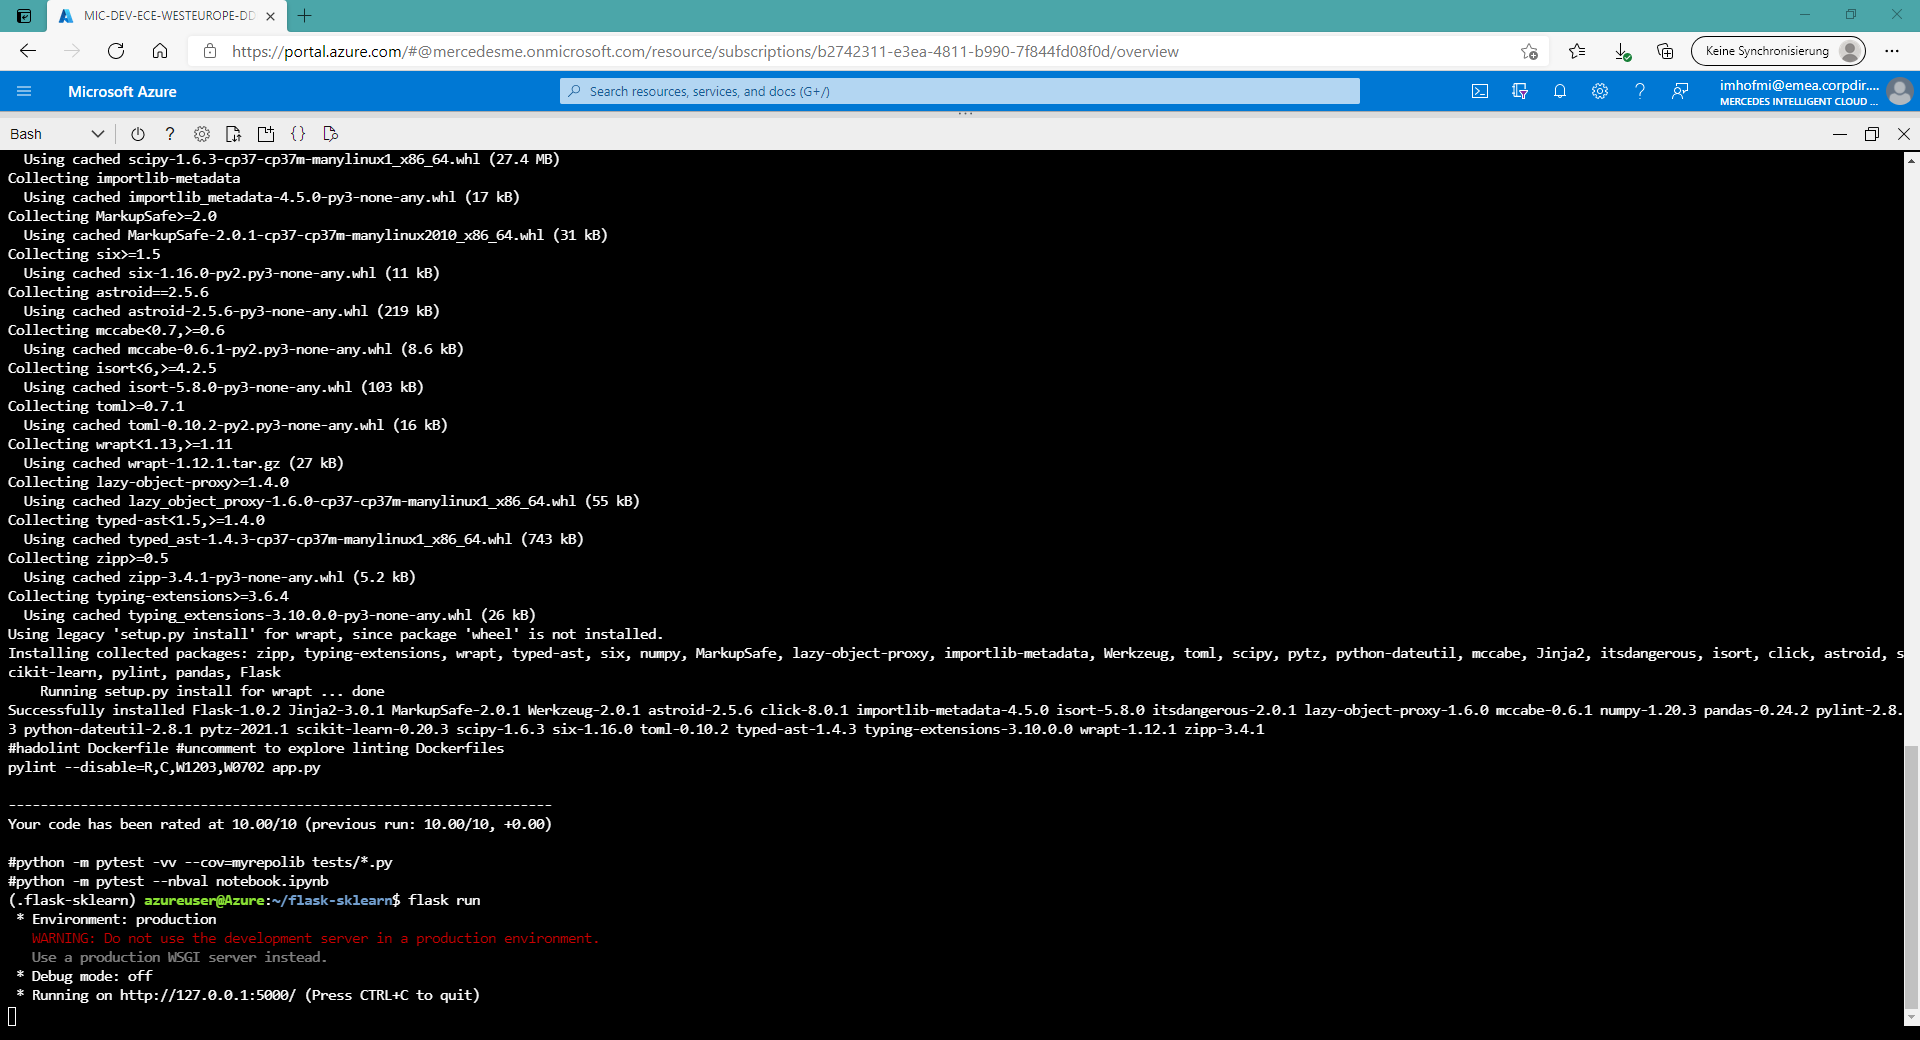 MIC-DEV-ECE-WESTEUROPE-DD
https://portal.azure.com/#@mercedesme.onmicrosoft.com/resource/subscriptions/b2742311-e3ea-4811-b990-7f844fd08f0d/overview
Keine Synchronisierung
Microsoft Azure
Search resources, services, and docs (G+/)
imhofmi@emea.corpdir....
MERCEDES INTELLIGENT CLOUD ...
Bash
Using cached scipy-1.6.3-cp37-cp37m-manylinux1_x86_64.whl (27.4 MB)
Collecting importlib-metadata
Using cached importlib_metadata-4.5.0-py3-none-any.whl (17 kB)
Collecting MarkupSafe>=2.0
Using cached MarkupSafe-2.0.1-cp37-cp37m-manylinux2010_x86_64.whl (31 kB)
Collecting six>=1.5
Using cached six-1.16.0-py2.py3-none-any.whl (11 kB)
Collecting astroid==2.5.6
Using cached astroid-2.5.6-py3-none-any.whl (219 kB)
Collecting mccabe<0.7,>=0.6
Using cached mccabe-0.6.1-py2.py3-none-any.whl (8.6 kB)
Collecting isort<6,>=4.2.5
Using cached isort-5.8.0-py3-none-any.whl (103 kB)
Collecting toml>=0.7.1
Using cached toml-0.10.2-py2.py3-none-any.whl (16 kB)
Collecting wrapt<1.13,>=1.11
Using cached wrapt-1.12.1.tar.gz (27 kB)
Collecting lazy-object-proxy>=1.4.0
Using cached lazy_object_proxy-1.6.0-cp37-cp37m-manylinux1_x86_64.whl (55 kB)
Collecting typed-ast<1.5,>=1.4.0
Using cached typed_ast-1.4.3-cp37-cp37m-manylinux1_x86_64.whl (743 kB)
Collecting zipp>=0.5
Using cached zipp-3.4.1-py3-none-any.whl (5.2 kB)
Collecting typing-extensions>=3.6.4
Using cached typing_extensions-3.10.0.0-py3-none-any.whl (26 kB)
Using legacy 'setup.py install' for wrapt, since package 'wheel' is not installed.
Installing collected packages: zipp, typing-extensions, wrapt, typed-ast, six, numpy, MarkupSafe, lazy-object-proxy, importlib-metadata, Werkzeug, toml, scipy, pytz, python-dateutil, mccabe, Jinja2, itsdangerous, isort, click, astroid, s
cikit-learn, pylint, pandas, Flask
Running setup.py install for wrapt ... done
Successfully installed Flask-1.0.2 Jinja2-3.0.1 MarkupSafe-2.0.1 Werkzeug-2.0.1 astroid-2.5.6 click-8.0.1 importlib-metadata-4.5.0 isort-5.8.0 itsdangerous-2.0.1 lazy-object-proxy-1.6.0 mccabe-0.6.1 numpy-1.20.3 pandas-0.24.2 pylint-2.8.
3 python-dateutil-2.8.1 pytz-2021.1 scikit-learn-0.20.3 scipy-1.6.3 six-1.16.0 toml-0.10.2 typed-ast-1.4.3 typing-extensions-3.10.0.0 wrapt-1.12.1 zipp-3.4.1
#hadolint Dockerfile #uncomment to explore linting Dockerfiles
pylint --disable=R,C,W1203,W0702 app.py
--------------------------------------------------------------------
Your code has been rated at 10.00/10 (previous run: 10.00/10, +0.00)
#python -m pytest -vv --cov=myrepolib tests/*.py
#python -m pytest --nbval notebook.ipynb
(.flask-sklearn) azureuser@Azure:~/flask-sklearn$ flask run
* Environment: production
WARNING: Do not use the development server in a production environment.
Use a production WSGI server instead.
* Debug mode: off
* Running on http://127.0.0.1:5000/ (Press CTRL+C to quit)